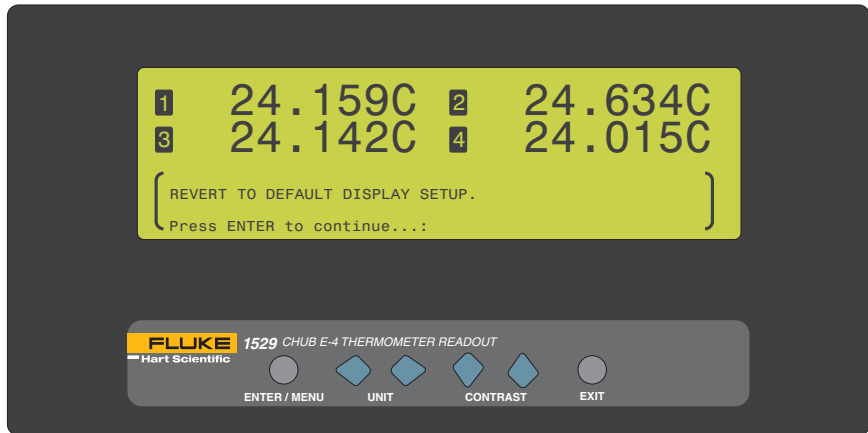 1 24.159C 2 24.634C
3 24.142C 4 24.015C
REVERT TO DEFAULT DISPLAY SETUP.
Press ENTER to continue...:
FLUKE 1529 CHUB E-4 THERMOMETER READOUT
Hart Scientific
ENTER / MENU UNIT CONTRAST EXIT